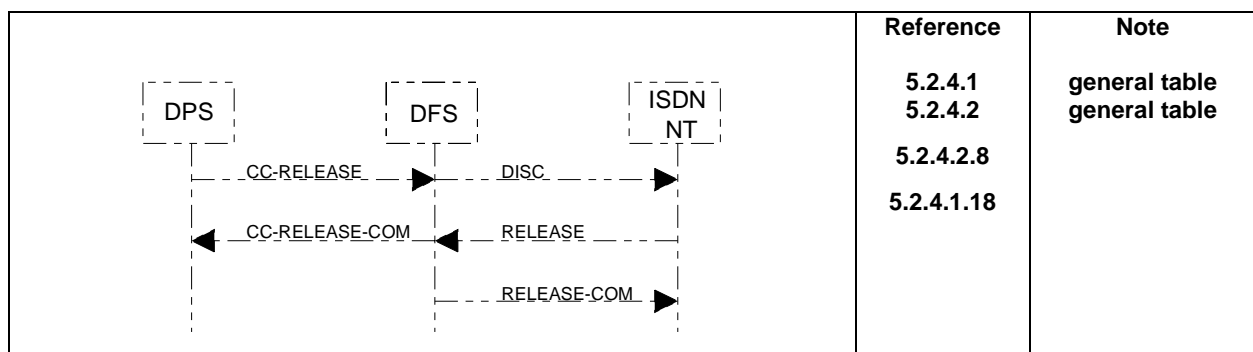 Reference Note
5.2.4.1 general table
5.2.4.2 general table
DPS DFS ISDN
NT
5.2.4.2.8
CC-RELEASE DISC
5.2.4.1.18
CC-RELEASE-COM RELEASE
RELEASE-COM